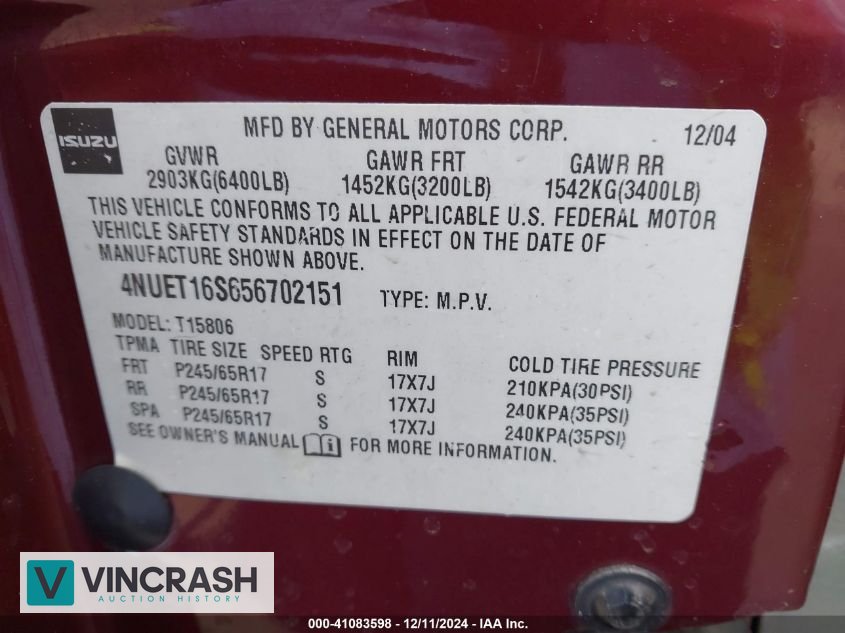 ISUZU
MFD BY GENERAL MOTORS CORP. 12/04
GVWR GAWR FRT GAWR RR
2903KG(6400LB) 1452KG(3200LB) 1542KG(3400LB)
THIS VEHICLE CONFORMS TO ALL APPLICABLE U.S. FEDERAL MOTOR
VEHICLE SAFETY STANDARDS IN EFFECT ON THE DATE OF
MANUFACTURE SHOWN ABOVE.
4NUET16S656702151 TYPE: M.P.V.
MODEL: T15806
TPMA TIRE SIZE SPEED RTG RIM COLD TIRE PRESSURE
FRT P245/65R17 S 17X7J 210KPA(30PSI)
RR P245/65R17 S 17X7J 240KPA(35PSI)
SPA P245/65R17 S 17X7J 240KPA(35PSI)
SEE OWNER'S MANUAL i FOR MORE INFORMATION.
VINCRASH
AUCTION HISTORY
000-41083598 - 12/11/2024 - IAA Inc.